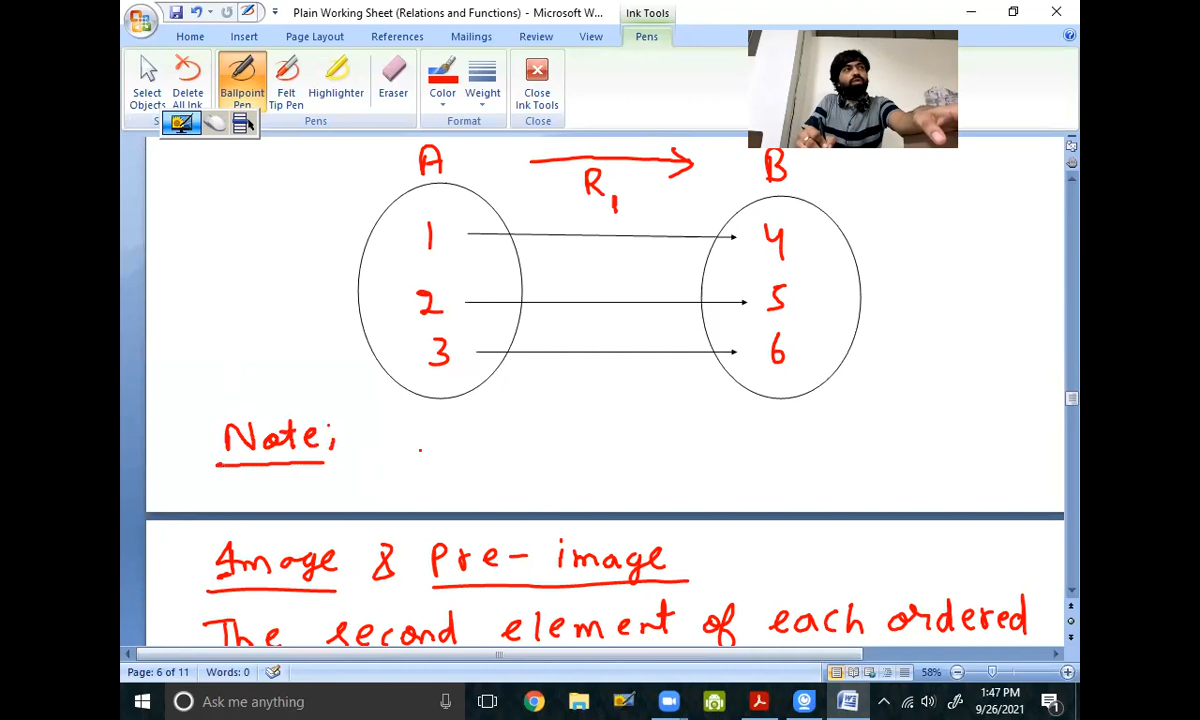 Plain Working Sheet (Relations and Functions) - Microsoft W...
Ink Tools
Home Insert Page Layout References Mailings Review View Pens
Select Objects
Delete All Ink
Ballpoint Pen
Felt Tip Pen
Highlighter
Eraser
Color
Weight
Close Ink Tools
Pens
Format
Close
A B
R1
1 4
2 5
3 6
Note;
Image & Pre-image
The second element of each ordered
Page: 6 of 11 Words: 0 58%
Ask me anything
1:47 PM
9/26/2021